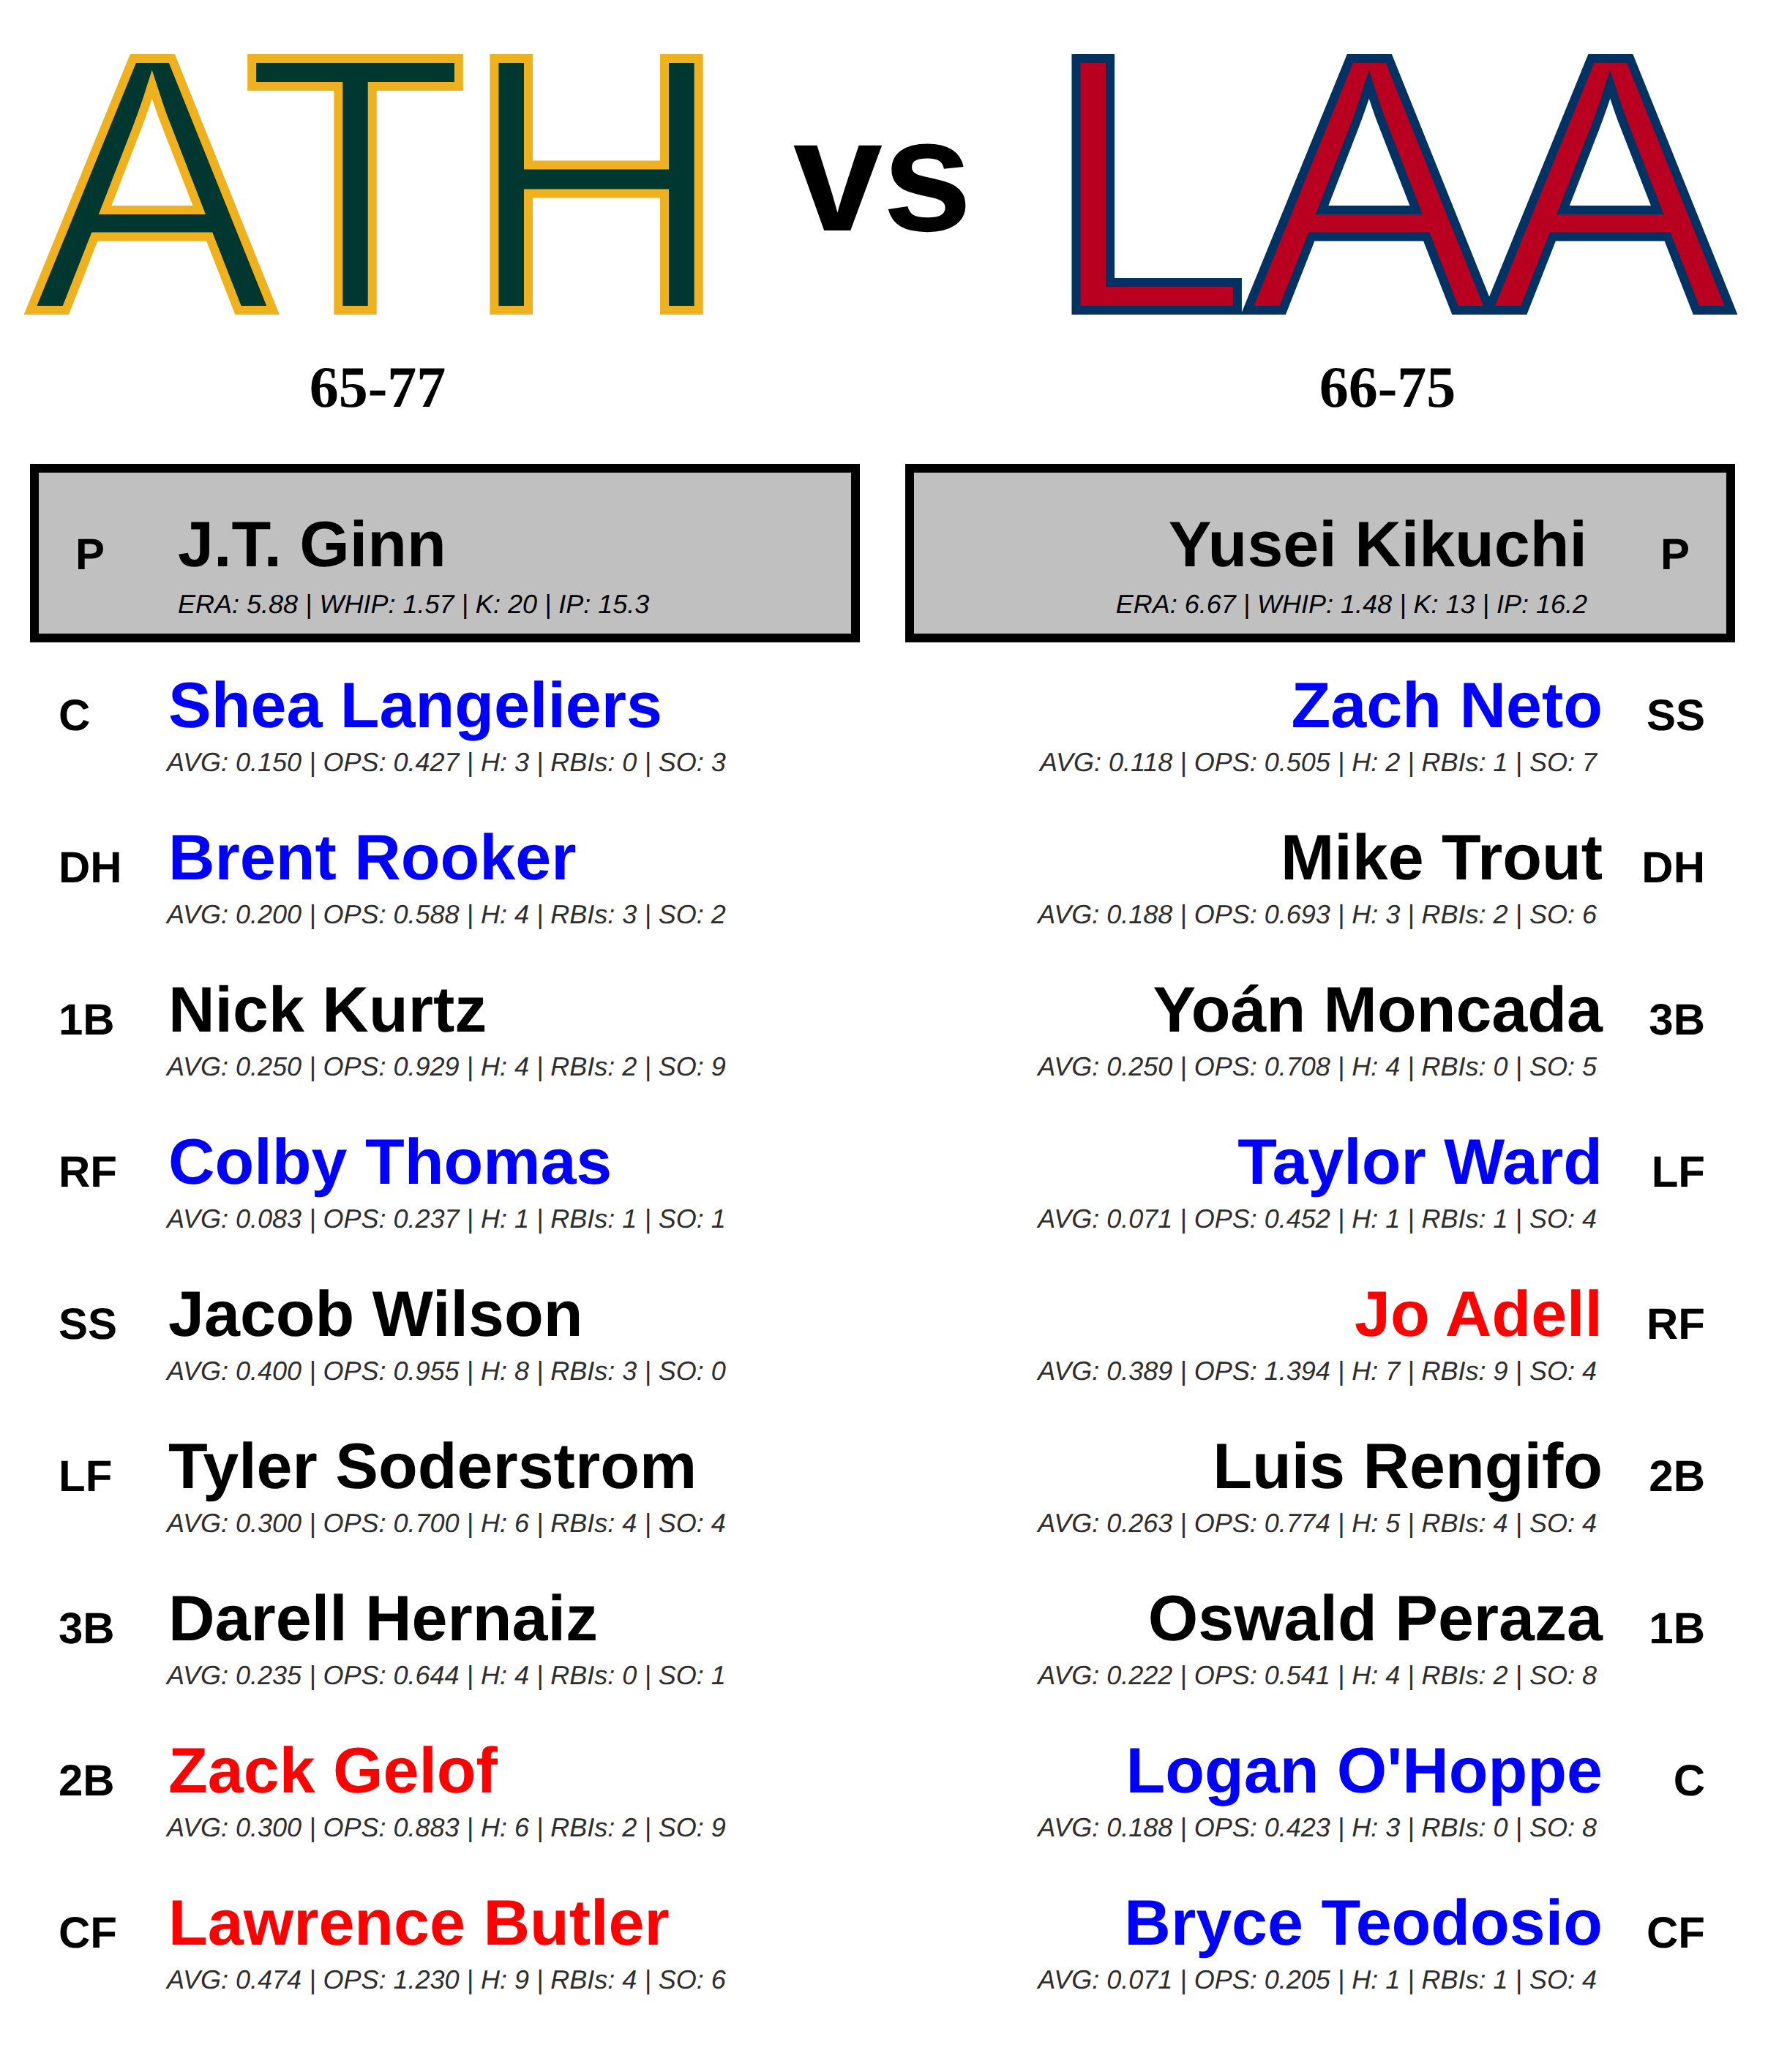 ATH vs LAA
65-77 66-75
P J.T. Ginn
ERA: 5.88 | WHIP: 1.57 | K: 20 | IP: 15.3
Yusei Kikuchi P
ERA: 6.67 | WHIP: 1.48 | K: 13 | IP: 16.2
C Shea Langeliers
AVG: 0.150 | OPS: 0.427 | H: 3 | RBIs: 0 | SO: 3
DH Brent Rooker
AVG: 0.200 | OPS: 0.588 | H: 4 | RBIs: 3 | SO: 2
1B Nick Kurtz
AVG: 0.250 | OPS: 0.929 | H: 4 | RBIs: 2 | SO: 9
RF Colby Thomas
AVG: 0.083 | OPS: 0.237 | H: 1 | RBIs: 1 | SO: 1
SS Jacob Wilson
AVG: 0.400 | OPS: 0.955 | H: 8 | RBIs: 3 | SO: 0
LF Tyler Soderstrom
AVG: 0.300 | OPS: 0.700 | H: 6 | RBIs: 4 | SO: 4
3B Darell Hernaiz
AVG: 0.235 | OPS: 0.644 | H: 4 | RBIs: 0 | SO: 1
2B Zack Gelof
AVG: 0.300 | OPS: 0.883 | H: 6 | RBIs: 2 | SO: 9
CF Lawrence Butler
AVG: 0.474 | OPS: 1.230 | H: 9 | RBIs: 4 | SO: 6
Zach Neto SS
AVG: 0.118 | OPS: 0.505 | H: 2 | RBIs: 1 | SO: 7
Mike Trout DH
AVG: 0.188 | OPS: 0.693 | H: 3 | RBIs: 2 | SO: 6
Yoán Moncada 3B
AVG: 0.250 | OPS: 0.708 | H: 4 | RBIs: 0 | SO: 5
Taylor Ward LF
AVG: 0.071 | OPS: 0.452 | H: 1 | RBIs: 1 | SO: 4
Jo Adell RF
AVG: 0.389 | OPS: 1.394 | H: 7 | RBIs: 9 | SO: 4
Luis Rengifo 2B
AVG: 0.263 | OPS: 0.774 | H: 5 | RBIs: 4 | SO: 4
Oswald Peraza 1B
AVG: 0.222 | OPS: 0.541 | H: 4 | RBIs: 2 | SO: 8
Logan O'Hoppe C
AVG: 0.188 | OPS: 0.423 | H: 3 | RBIs: 0 | SO: 8
Bryce Teodosio CF
AVG: 0.071 | OPS: 0.205 | H: 1 | RBIs: 1 | SO: 4